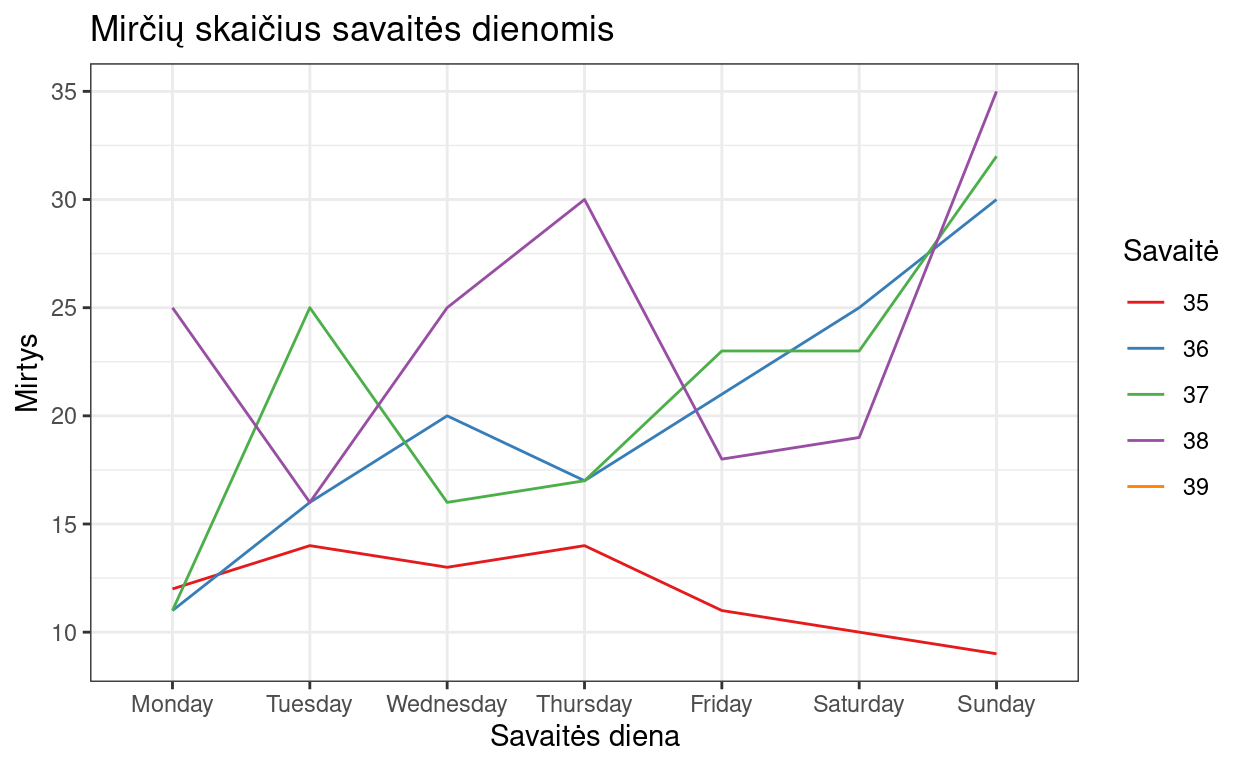 Mirčių skaičius savaitės dienomis
35
30
25
20
15
10
Mirtys
Monday Tuesday Wednesday Thursday Friday Saturday Sunday
Savaitės diena
Savaitė
35
36
37
38
39